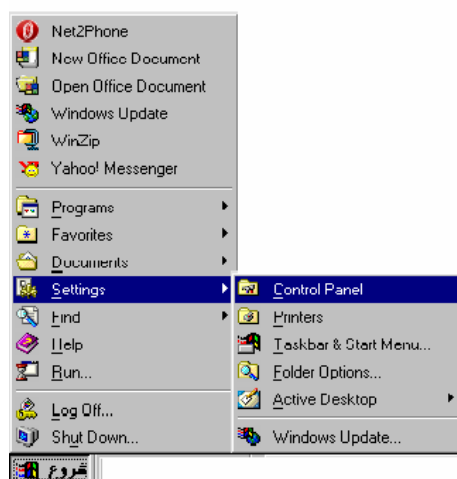 Net2Phone
New Office Document
Open Office Document
Windows Update
WinZip
Yahoo! Messenger
Programs
Favorites
Documents
Settings
Find
Help
Run...
Log Off...
Shut Down...
Control Panel
Printers
Taskbar & Start Menu...
Folder Options...
Active Desktop
Windows Update...
شروع